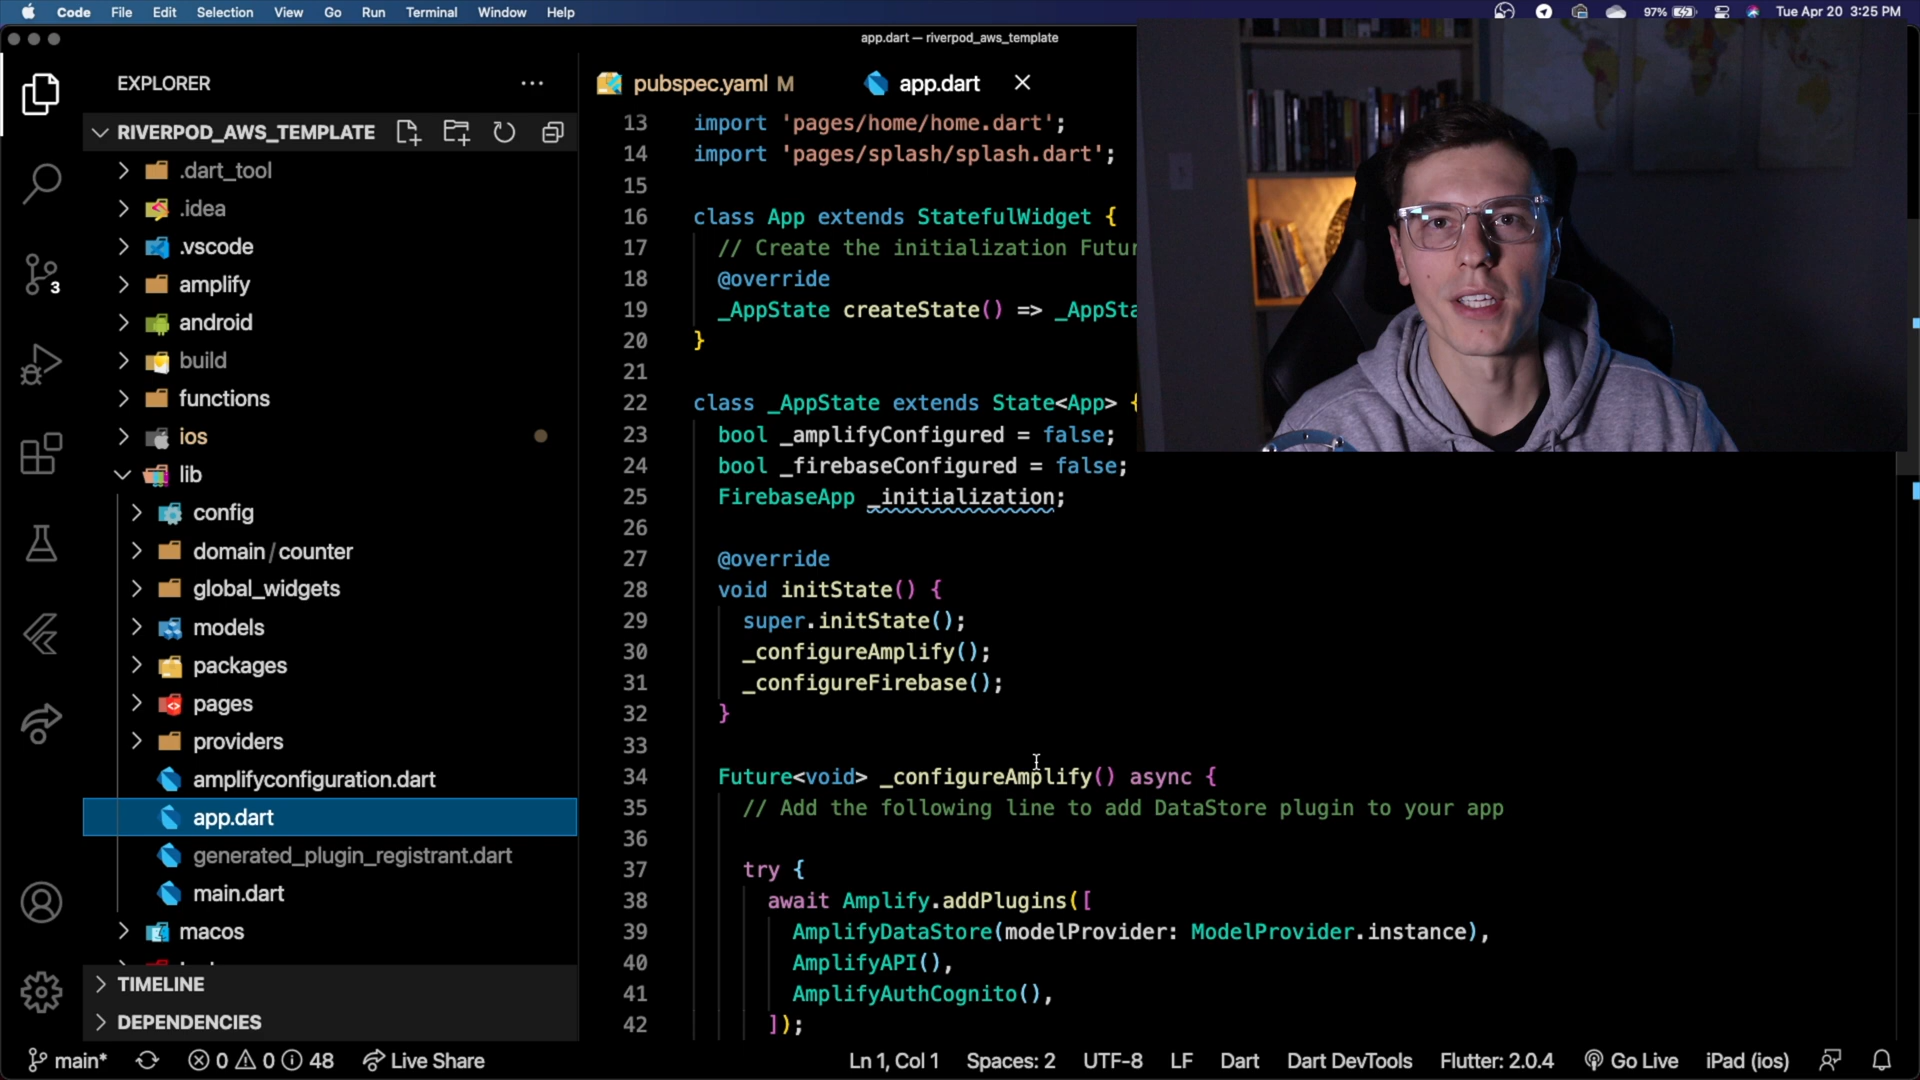 Code File Edit Selection View Go Run Terminal Window Help
97% Tue Apr 20 3:25 PM
app.dart — riverpod_aws_template
EXPLORER
RIVERPOD_AWS_TEMPLATE
.dart_tool
.idea
.vscode
amplify
android
build
functions
ios
lib
config
domain/counter
global_widgets
models
packages
pages
providers
amplifyconfiguration.dart
app.dart
generated_plugin_registrant.dart
main.dart
macos
TIMELINE
DEPENDENCIES
3
pubspec.yaml M
app.dart
13 import 'pages/home/home.dart';
14 import 'pages/splash/splash.dart';
15
16 class App extends StatefulWidget {
17 // Create the initialization Futur
18 @override
19 _AppState createState() => _AppSta
20 }
21
22 class _AppState extends State<App> {
23 bool _amplifyConfigured = false;
24 bool _firebaseConfigured = false;
25 FirebaseApp _initialization;
26
27 @override
28 void initState() {
29 super.initState();
30 _configureAmplify();
31 _configureFirebase();
32 }
33
34 Future<void> _configureAmplify() async {
35 // Add the following line to add DataStore plugin to your app
36
37 try {
38 await Amplify.addPlugins([
39 AmplifyDataStore(modelProvider: ModelProvider.instance),
40 AmplifyAPI(),
41 AmplifyAuthCognito(),
42 ]);
main* 0 0 48 Live Share
Ln 1, Col 1 Spaces: 2 UTF-8 LF Dart Dart DevTools Flutter: 2.0.4 Go Live iPad (ios)